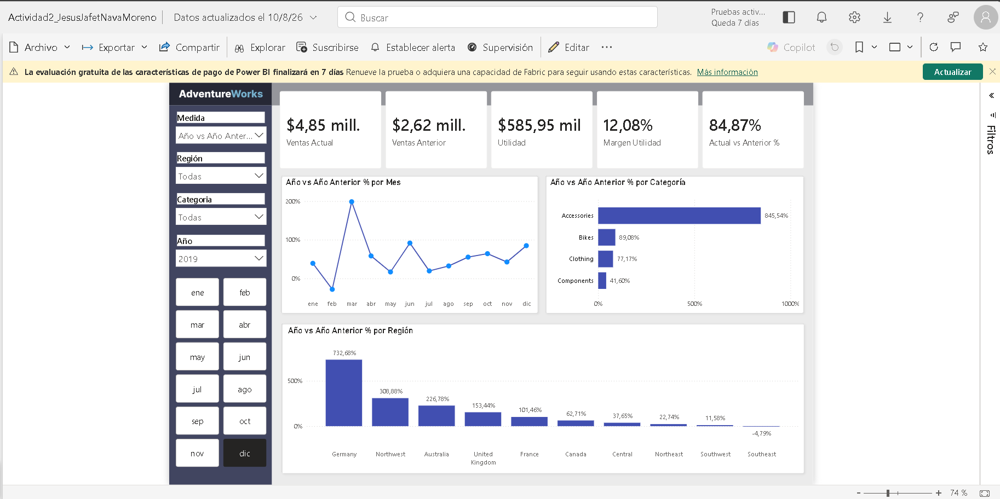 Actividad2_JesusJafetNavaMoreno
Datos actualizados el 10/8/26
Buscar
Pruebas activ...
Queda 7 días
Archivo
Exportar
Compartir
Explorar
Suscribirse
Establecer alerta
Supervisión
Editar
Copilot
La evaluación gratuita de las características de pago de Power BI finalizará en 7 días Renueve la prueba o adquiera una capacidad de Fabric para seguir usando estas características. Más información
Actualizar
AdventureWorks
Medida
Año vs Año Anter...
Región
Todas
Categoria
Todas
Año
2019
ene feb
mar abr
may jun
jul ago
sep oct
nov dic
$4,85 mill.
Ventas Actual
$2,62 mill.
Ventas Anterior
$585,95 mil
Utilidad
12,08%
Margen Utilidad
84,87%
Actual vs Anterior %
Año vs Año Anterior % por Mes
200%
100%
0%
ene feb mar abr may jun jul ago sep oct nov dic
Año vs Año Anterior % por Categoría
Accessories 845,54%
Bikes 89,08%
Clothing 77,17%
Components 41,60%
0% 500% 1000%
Año vs Año Anterior % por Región
500%
0%
732,68%
308,88%
226,78%
153,44%
101,46%
62,71%
37,65%
22,74%
11,58%
-4,79%
Germany Northwest Australia United Kingdom France Canada Central Northeast Southwest Southeast
Filtros
- + 74 %